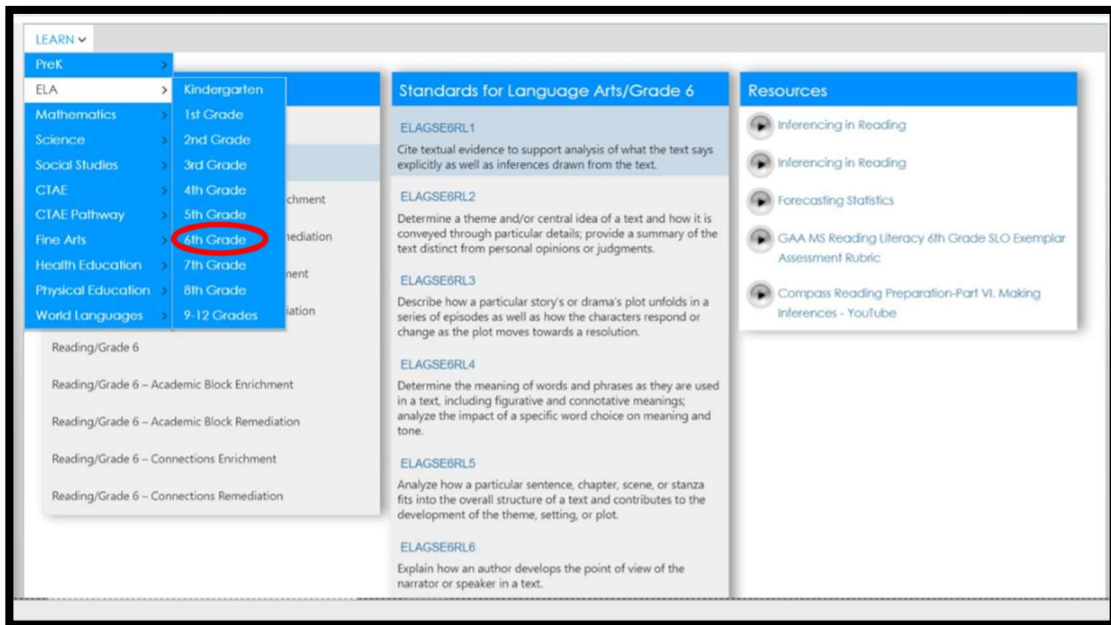 LEARN
PreK
ELA
Mathematics
Science
Social Studies
CTAE
CTAE Pathway
Fine Arts
Health Education
Physical Education
World Languages
Kindergarten
1st Grade
2nd Grade
3rd Grade
4th Grade
5th Grade
6th Grade
7th Grade
8th Grade
9-12 Grades
Reading/Grade 6
Reading/Grade 6 – Academic Block Enrichment
Reading/Grade 6 – Academic Block Remediation
Reading/Grade 6 – Connections Enrichment
Reading/Grade 6 – Connections Remediation
Standards for Language Arts/Grade 6
ELAGSE6RL1
Cite textual evidence to support analysis of what the text says
explicitly as well as inferences drawn from the text.
ELAGSE6RL2
Determine a theme and/or central idea of a text and how it is
conveyed through particular details; provide a summary of the
text distinct from personal opinions or judgments.
ELAGSE6RL3
Describe how a particular story's or drama's plot unfolds in a
series of episodes as well as how the characters respond or
change as the plot moves towards a resolution.
ELAGSE6RL4
Determine the meaning of words and phrases as they are used
in a text, including figurative and connotative meanings;
analyze the impact of a specific word choice on meaning and
tone.
ELAGSE6RL5
Analyze how a particular sentence, chapter, scene, or stanza
fits into the overall structure of a text and contributes to the
development of the theme, setting, or plot.
ELAGSE6RL6
Explain how an author develops the point of view of the
narrator or speaker in a text.
Resources
Inferencing in Reading
Inferencing in Reading
Forecasting Statistics
GAA MS Reading Literacy 6th Grade SLO Exemplar
Assessment Rubric
Compass Reading Preparation-Part VI. Making
Inferences - YouTube